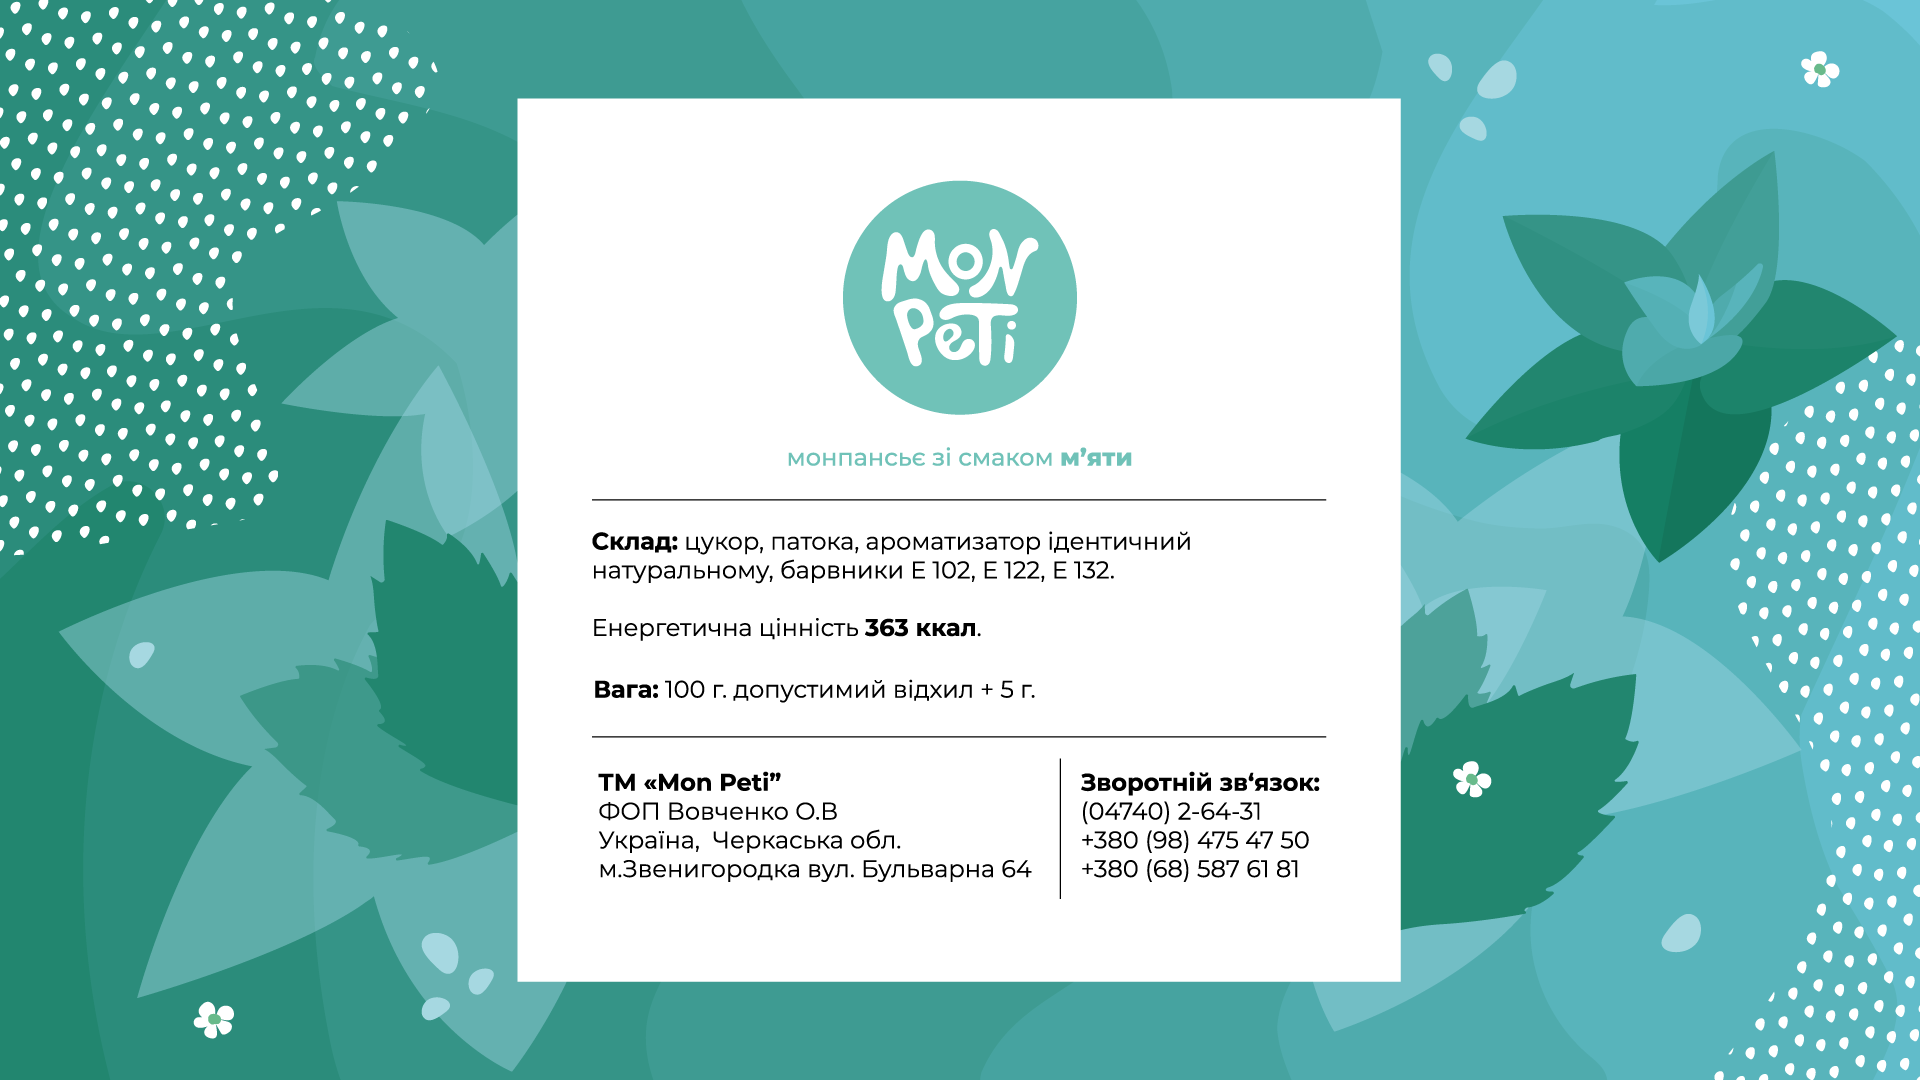 MON
PeTi
монпансьє зі смаком м’яти
Склад: цукор, патока, ароматизатор ідентичний
натуральному, барвники Е 102, Е 122, Е 132.
Енергетична цінність 363 ккал.
Вага: 100 г. допустимий відхил + 5 г.
ТМ «Mon Peti”
ФОП Вовченко О.В
Україна,  Черкаська обл.
м.Звенигородка вул. Бульварна 64
Зворотній зв‘язок:
(04740) 2-64-31
+380 (98) 475 47 50
+380 (68) 587 61 81